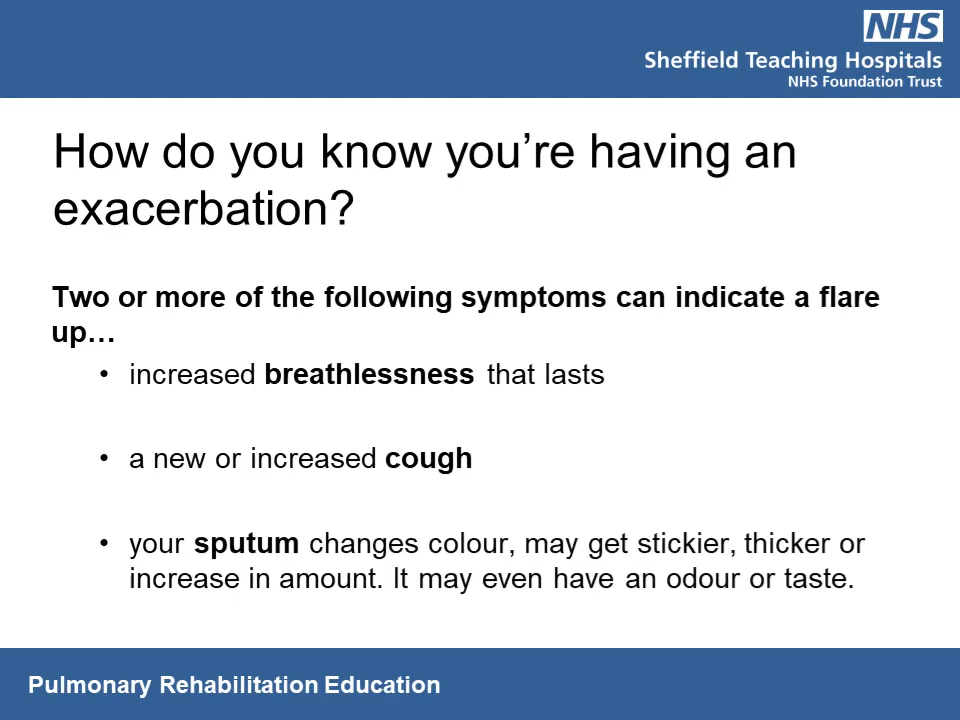 NHS
Sheffield Teaching Hospitals
NHS Foundation Trust
How do you know you’re having an
exacerbation?
Two or more of the following symptoms can indicate a flare
up…
• increased breathlessness that lasts
• a new or increased cough
• your sputum changes colour, may get stickier, thicker or
increase in amount. It may even have an odour or taste.
Pulmonary Rehabilitation Education